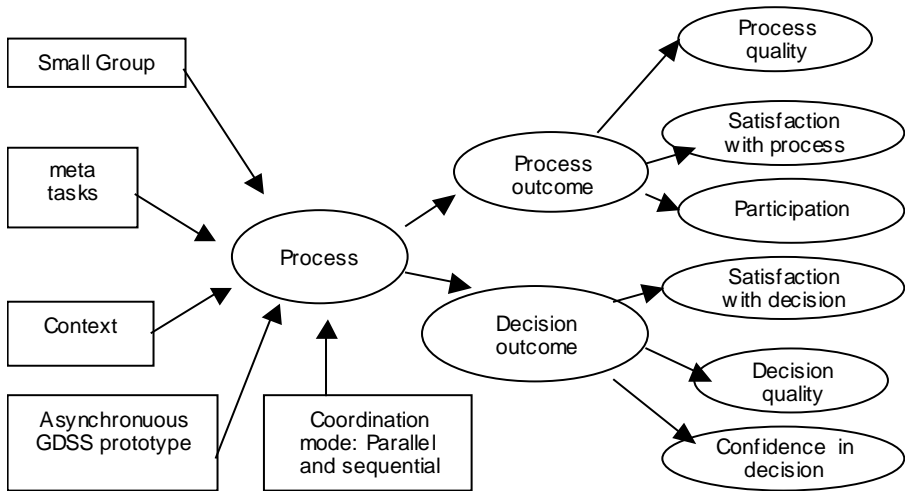 Small Group
meta
tasks
Context
Asynchronuous
GDSS prototype
Coordination
mode: Parallel
and sequential
Process
Process
outcome
Decision
outcome
Process
quality
Satisfaction
with process
Participation
Satisfaction
with decision
Decision
quality
Confidence in
decision